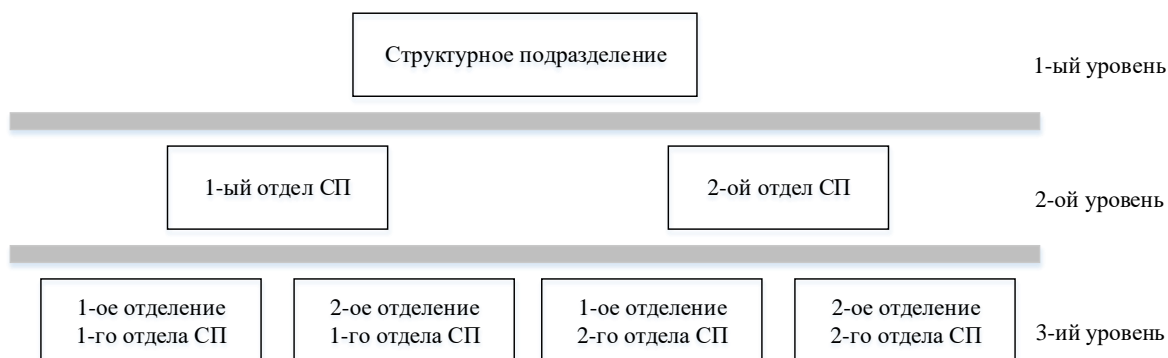 Структурное подразделение
1-ый уровень
1-ый отдел СП
2-ой отдел СП
2-ой уровень
1-ое отделение
1-го отдела СП
2-ое отделение
1-го отдела СП
1-ое отделение
2-го отдела СП
2-ое отделение
2-го отдела СП
3-ий уровень